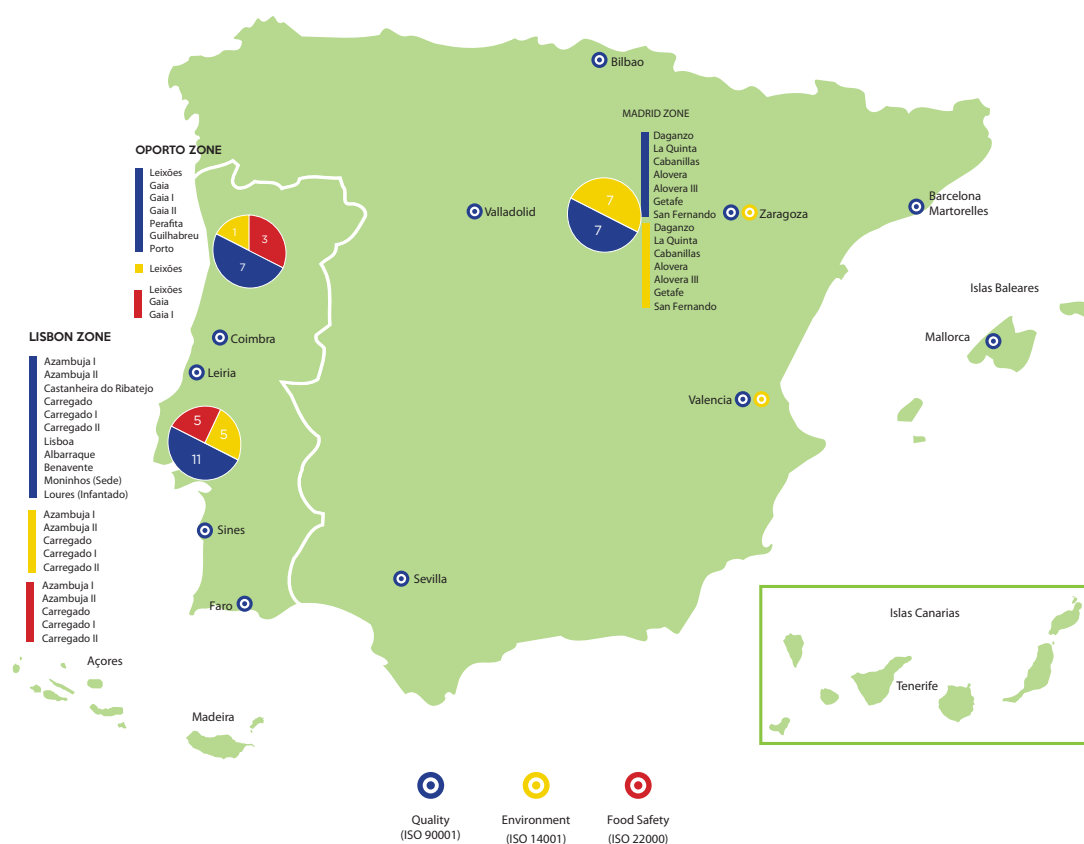 Bilbao
MADRID ZONE
Daganzo
La Quinta
Cabanillas
Alovera
Alovera III
Getafe
San Fernando
Daganzo
La Quinta
Cabanillas
Alovera
Alovera III
Getafe
San Fernando
7
7
Valladolid
Zaragoza
Barcelona
Martorelles
OPORTO ZONE
Leixões
Gaia
Gaia I
Gaia II
Perafita
Guilhabreu
Porto
Leixões
Leixões
Gaia
Gaia I
1
3
7
Islas Baleares
Mallorca
Coimbra
Leiria
Valencia
LISBON ZONE
Azambuja I
Azambuja II
Castanheira do Ribatejo
Carregado
Carregado I
Carregado II
Lisboa
Albarraque
Benavente
Moninhos (Sede)
Loures (Infantado)
Azambuja I
Azambuja II
Carregado
Carregado I
Carregado II
Azambuja I
Azambuja II
Carregado
Carregado I
Carregado II
5
5
11
Sines
Faro
Sevilla
Açores
Madeira
Islas Canarias
Tenerife
Quality
(ISO 90001)
Environment
(ISO 14001)
Food Safety
(ISO 22000)